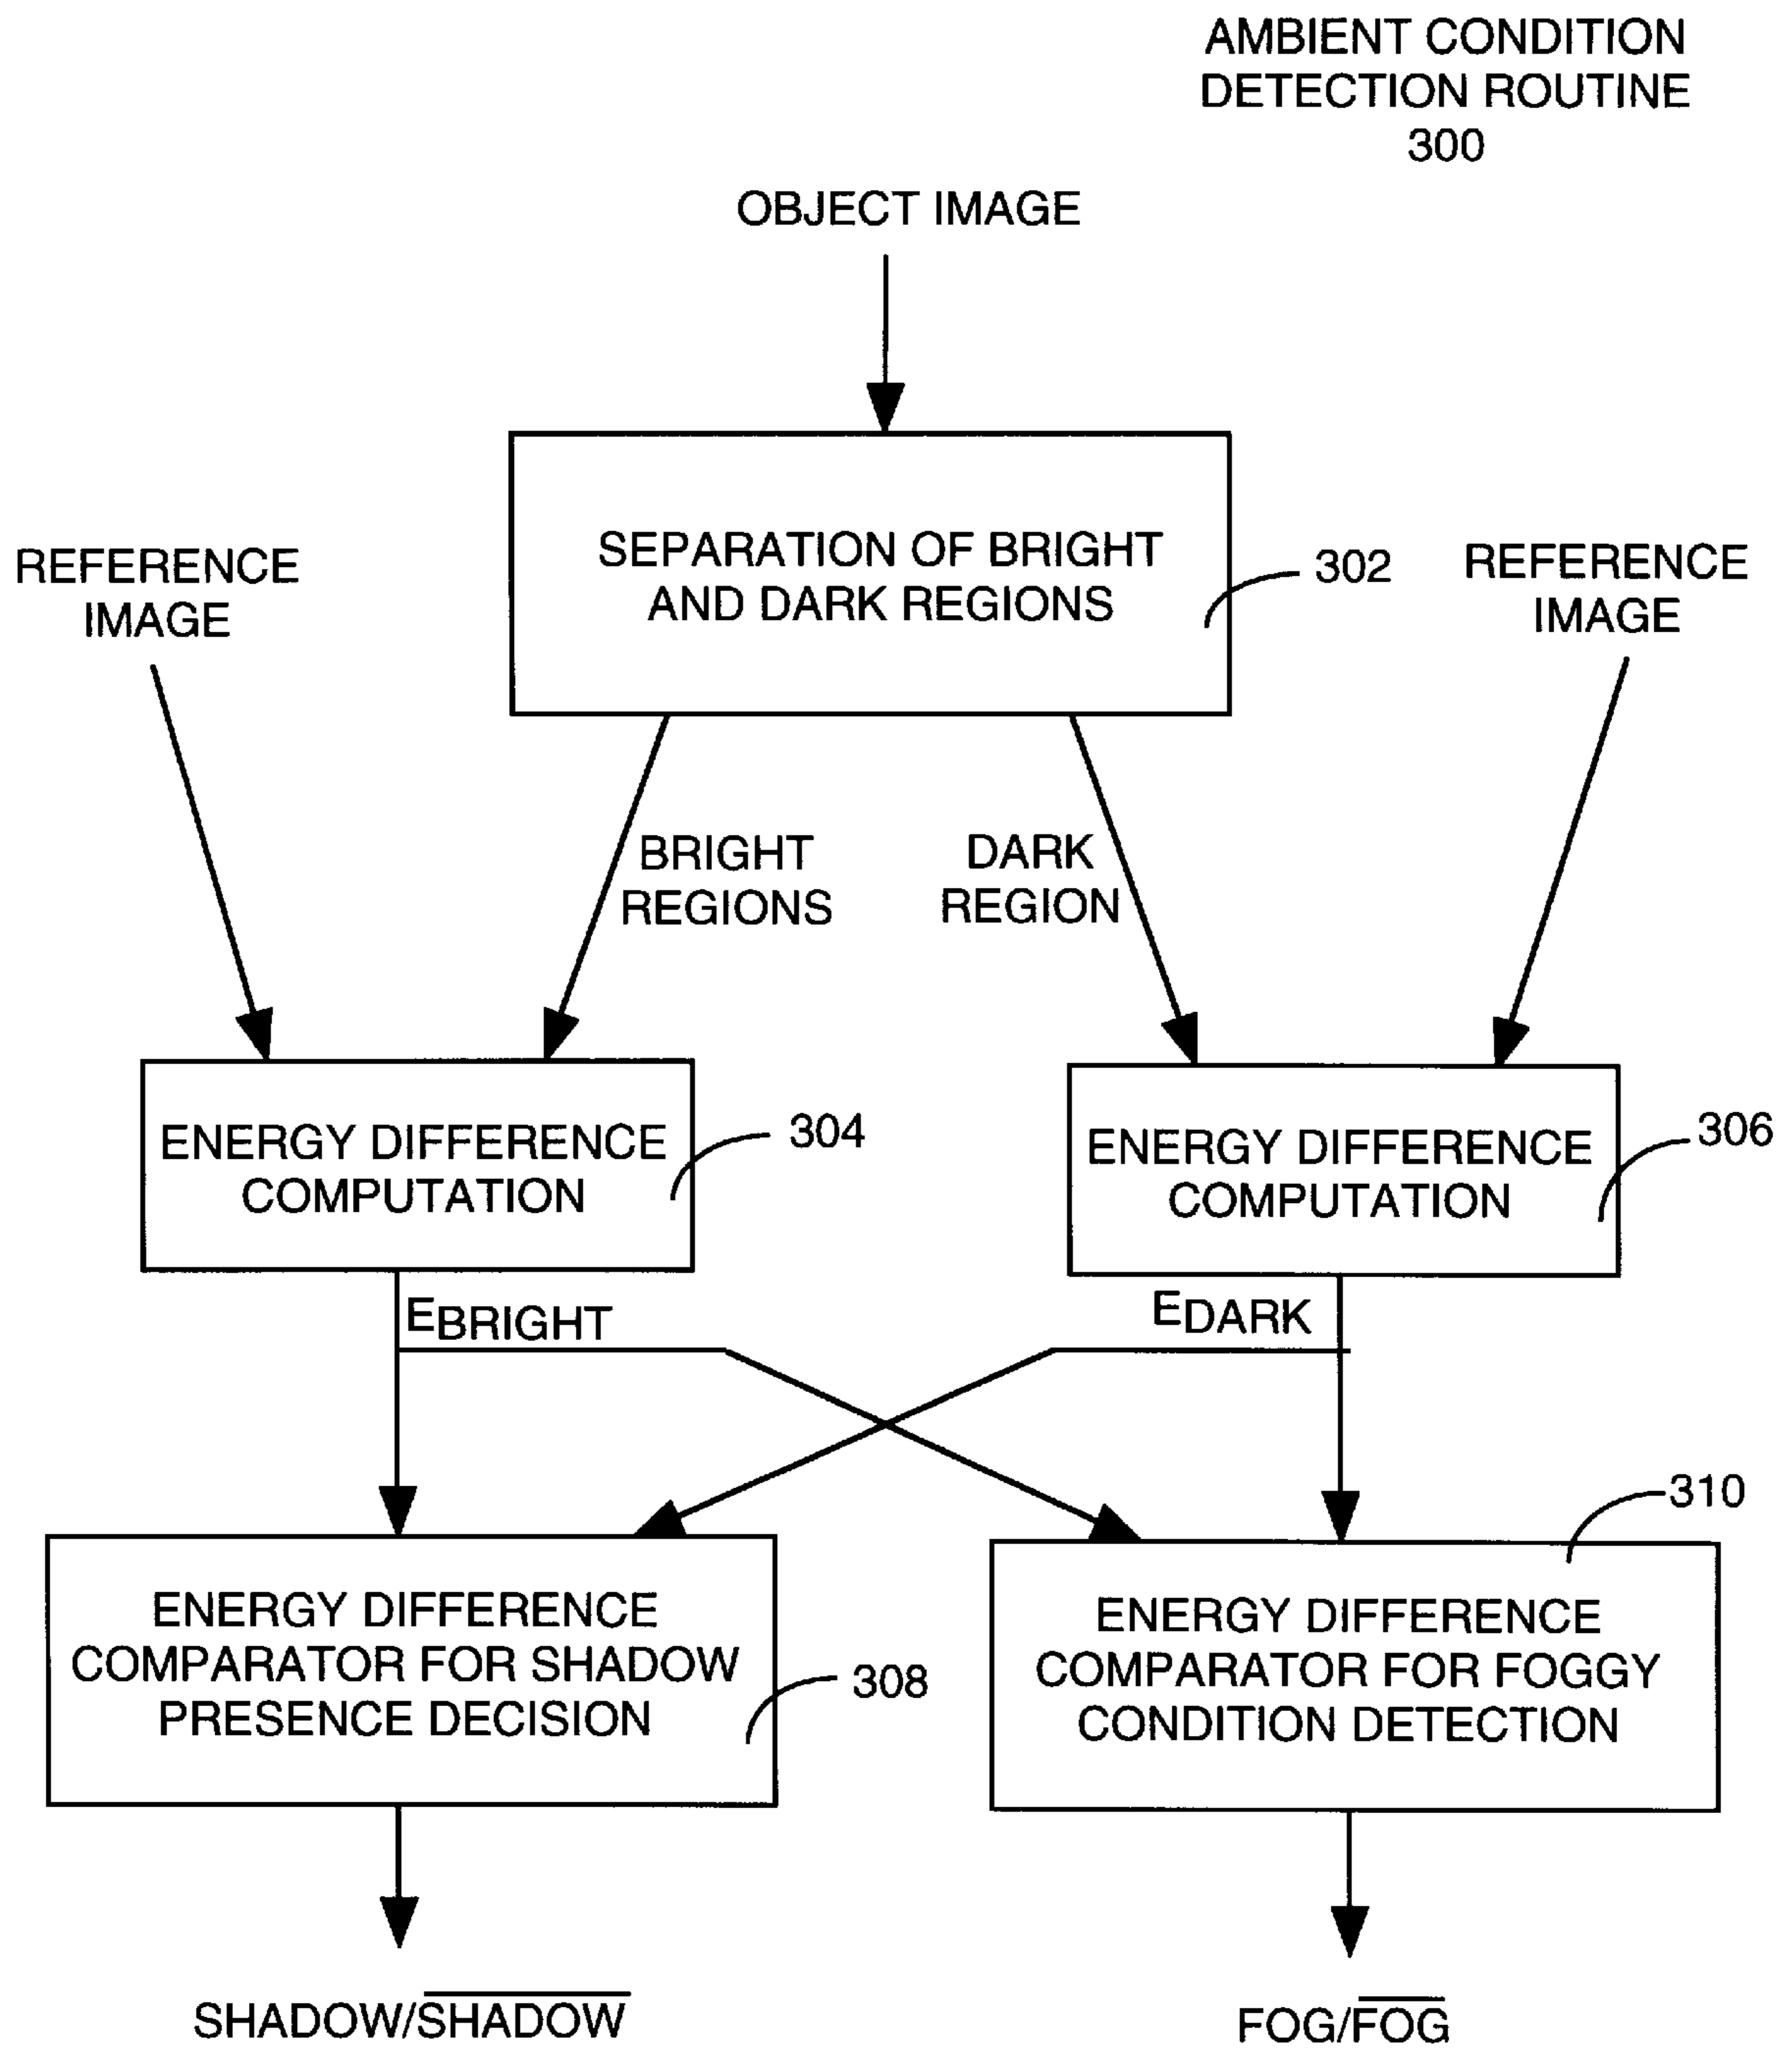 AMBIENT CONDITION
DETECTION ROUTINE
300
OBJECT IMAGE
SEPARATION OF BRIGHT
AND DARK REGIONS
302
REFERENCE
IMAGE
REFERENCE
IMAGE
BRIGHT
REGIONS
DARK
REGION
ENERGY DIFFERENCE
COMPUTATION
304
ENERGY DIFFERENCE
COMPUTATION
306
EBRIGHT
EDARK
310
ENERGY DIFFERENCE
COMPARATOR FOR SHADOW
PRESENCE DECISION
308
ENERGY DIFFERENCE
COMPARATOR FOR FOGGY
CONDITION DETECTION
SHADOW/S̅H̅A̅D̅O̅W̅
FOG/F̅O̅G̅